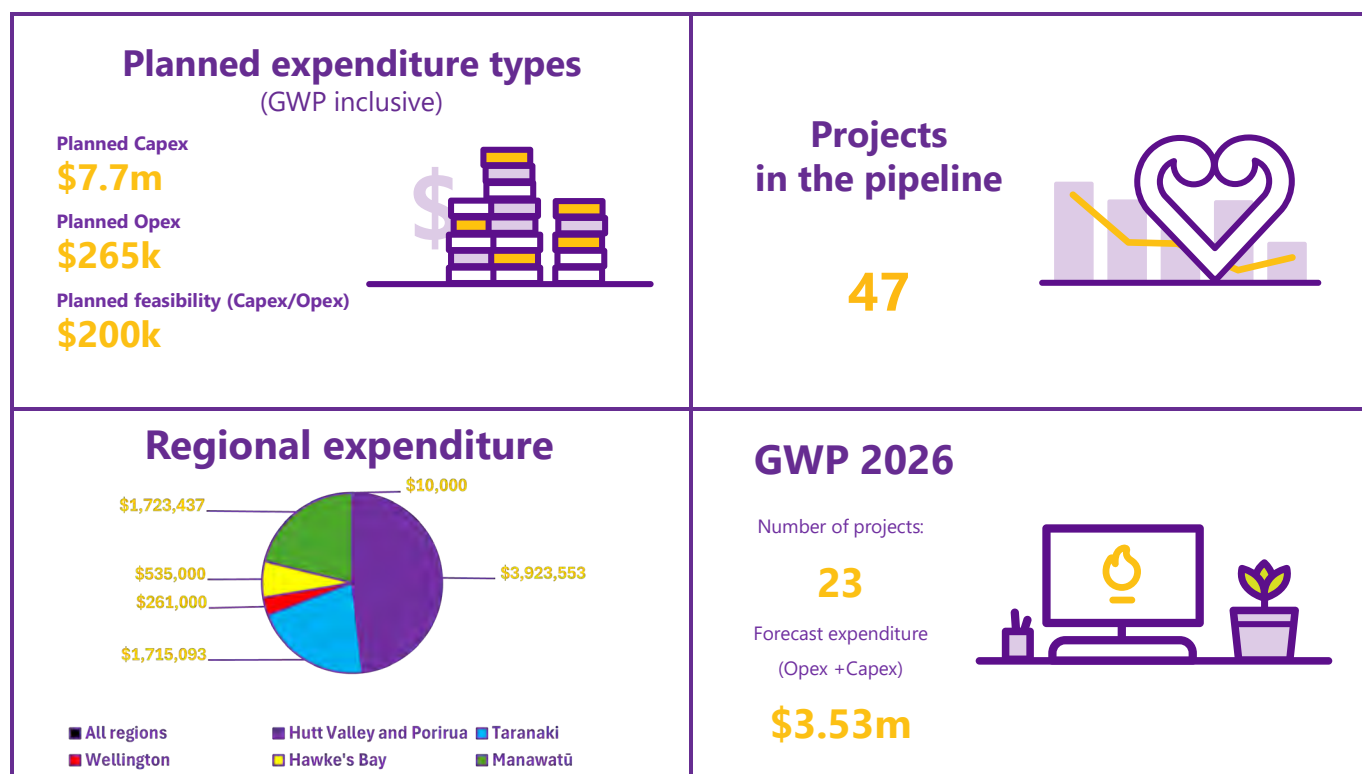 Planned expenditure types
(GWP inclusive)
Planned Capex
$7.7m
Planned Opex
$265k
Planned feasibility (Capex/Opex)
$200k
$
Projects
in the pipeline
47
Regional expenditure
$10,000
$1,723,437
$3,923,553
$535,000
$261,000
$1,715,093
All regions
Hutt Valley and Porirua
Taranaki
Wellington
Hawke's Bay
Manawatū
GWP 2026
Number of projects:
23
Forecast expenditure
(Opex +Capex)
$3.53m